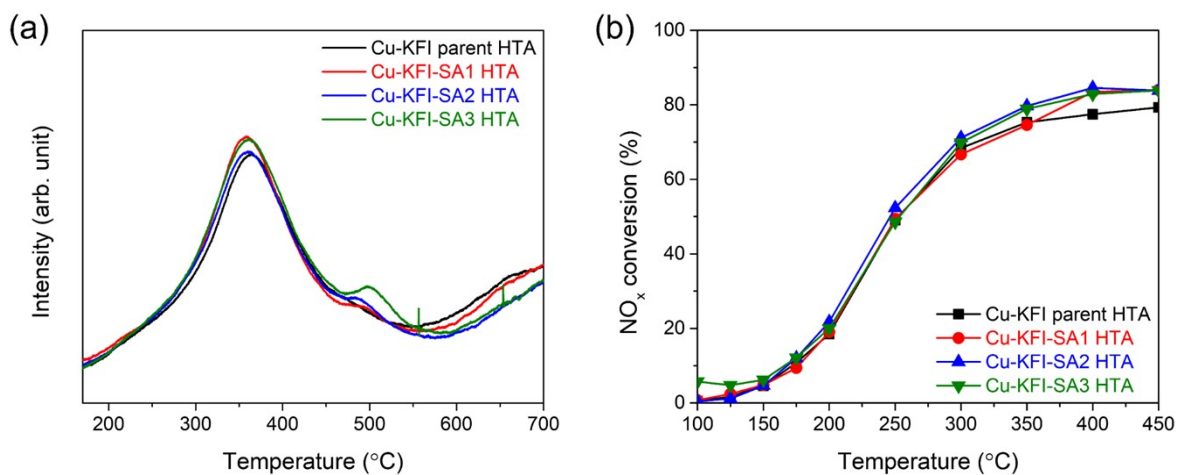 (a)
Cu-KFI parent HTA
Cu-KFI-SA1 HTA
Cu-KFI-SA2 HTA
Cu-KFI-SA3 HTA
Intensity (arb. unit)
200 300 400 500 600 700
Temperature (°C)
(b)
100
80
60
40
20
0
NOₓ conversion (%)
Cu-KFI parent HTA
Cu-KFI-SA1 HTA
Cu-KFI-SA2 HTA
Cu-KFI-SA3 HTA
100 150 200 250 300 350 400 450
Temperature (°C)